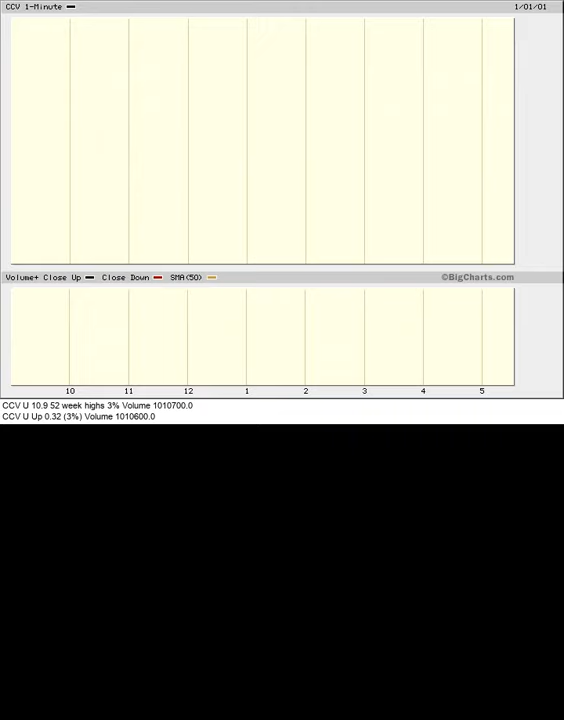 CCV 1-Minute 1/01/01
Volume+ Close Up Close Down SMA(50) ©BigCharts.com
10 11 12 1 2 3 4 5
CCV U 10.9 52 week highs 3% Volume 1010700.0
CCV U Up 0.32 (3%) Volume 1010600.0